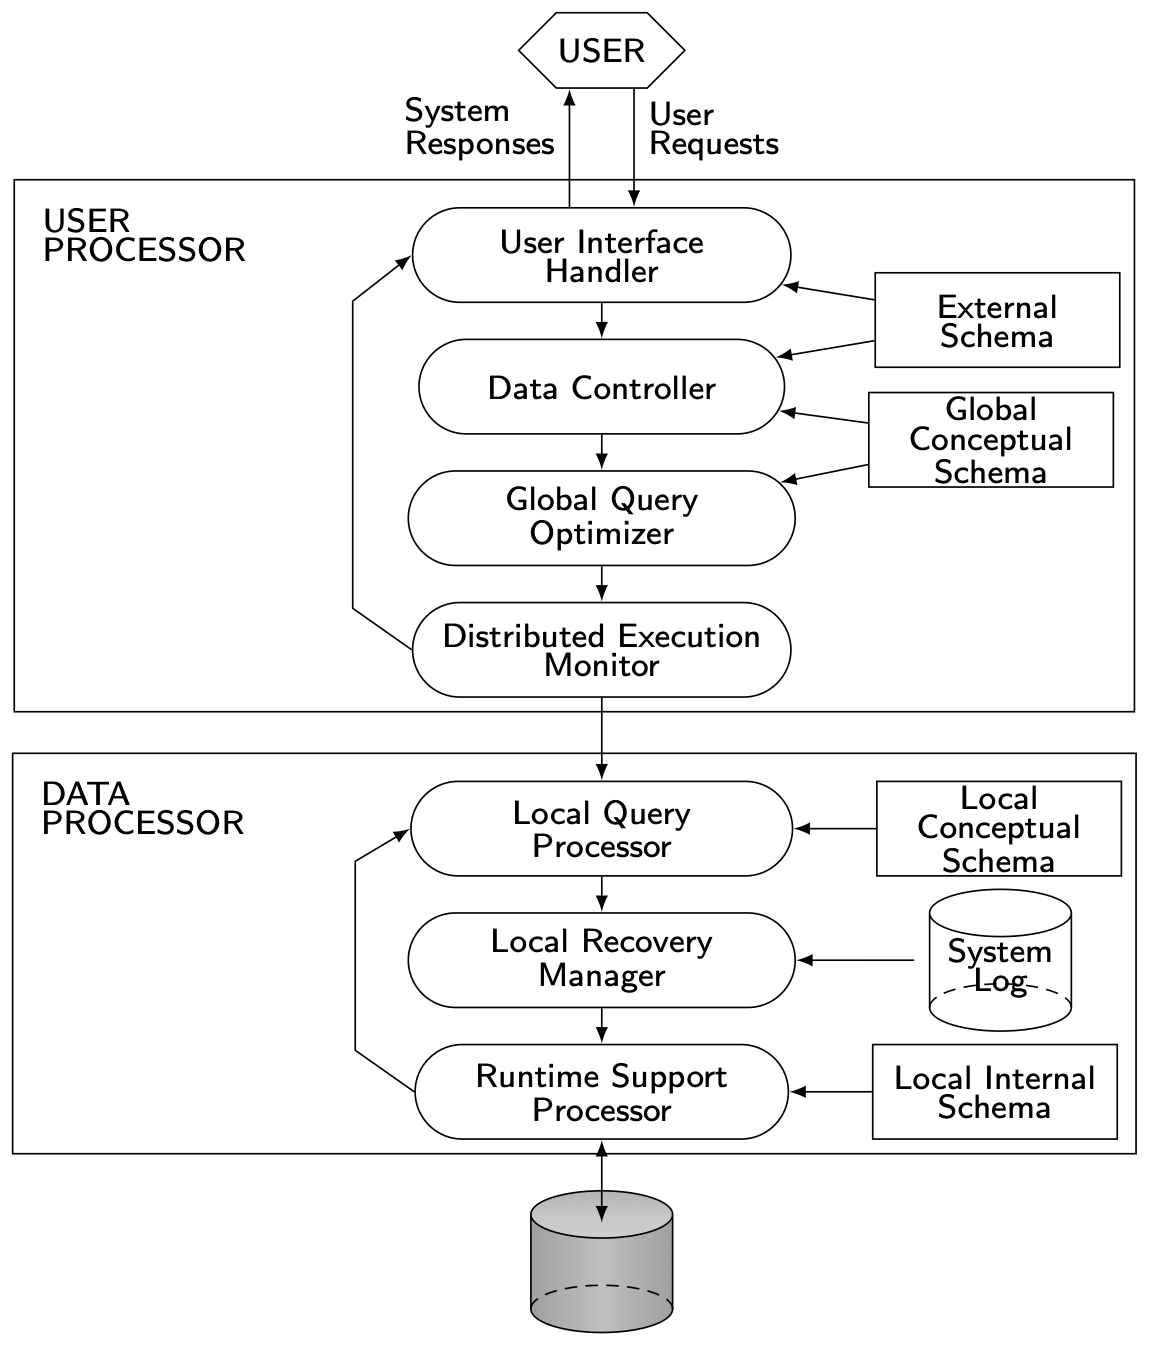 USER
System
Responses
User
Requests
USER
PROCESSOR
User Interface
Handler
External
Schema
Data Controller
Global
Conceptual
Schema
Global Query
Optimizer
Distributed Execution
Monitor
DATA
PROCESSOR
Local Query
Processor
Local
Conceptual
Schema
Local Recovery
Manager
System
Log
Runtime Support
Processor
Local Internal
Schema